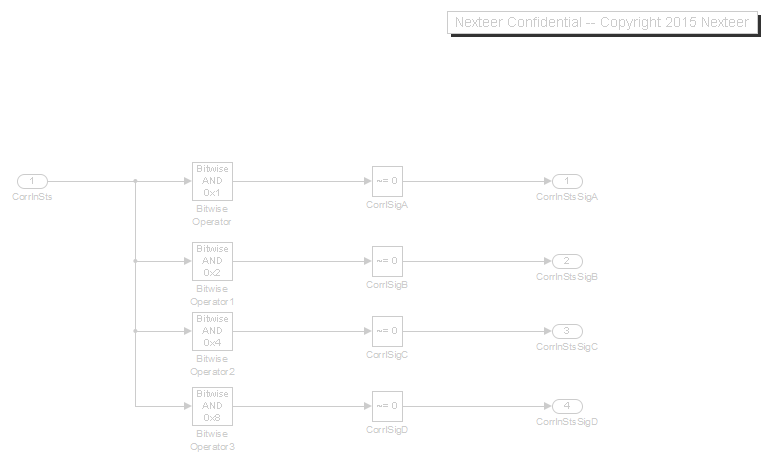 Nexteer Confidential -- Copyright 2015 Nexteer
Bitwise
AND
0x1
1
CorrInSts
~= 0
CorrlSigA
1
CorrInStsSigA
Bitwise
Operator
Bitwise
AND
0x2
~= 0
CorrlSigB
2
CorrInStsSigB
Bitwise
Operator1
Bitwise
AND
0x4
~= 0
CorrlSigC
3
CorrInStsSigC
Bitwise
Operator2
Bitwise
AND
0x8
~= 0
CorrlSigD
4
CorrInStsSigD
Bitwise
Operator3